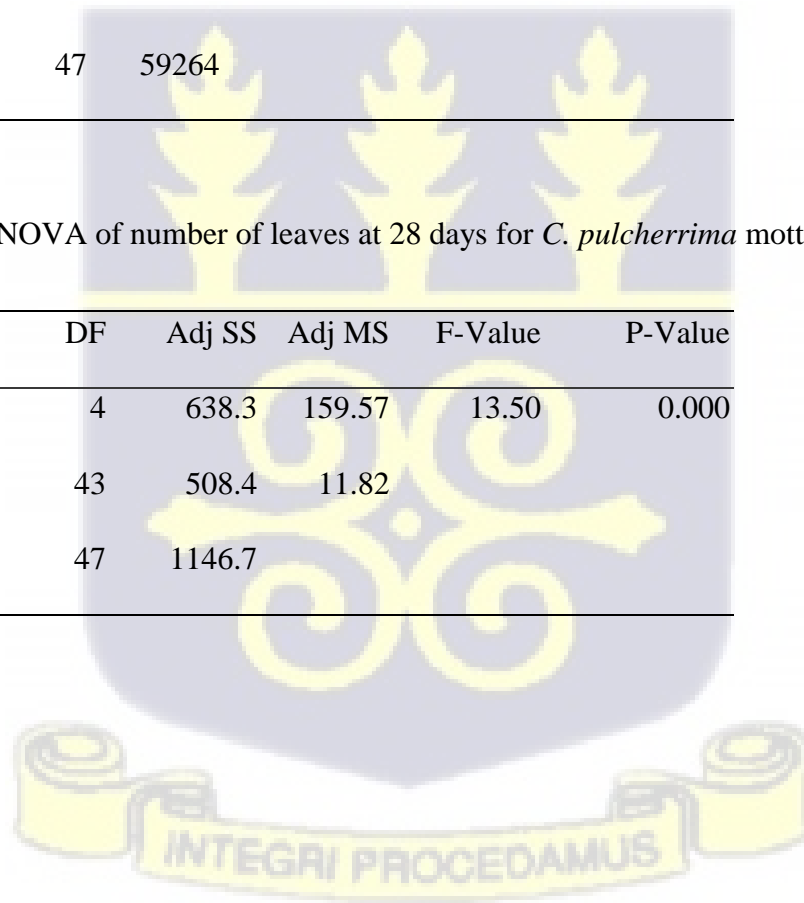 47 59264
NOVA of number of leaves at 28 days for C. pulcherrima mott
DF Adj SS Adj MS F-Value P-Value
4 638.3 159.57 13.50 0.000
43 508.4 11.82
47 1146.7
INTEGRI PROCEDAMUS